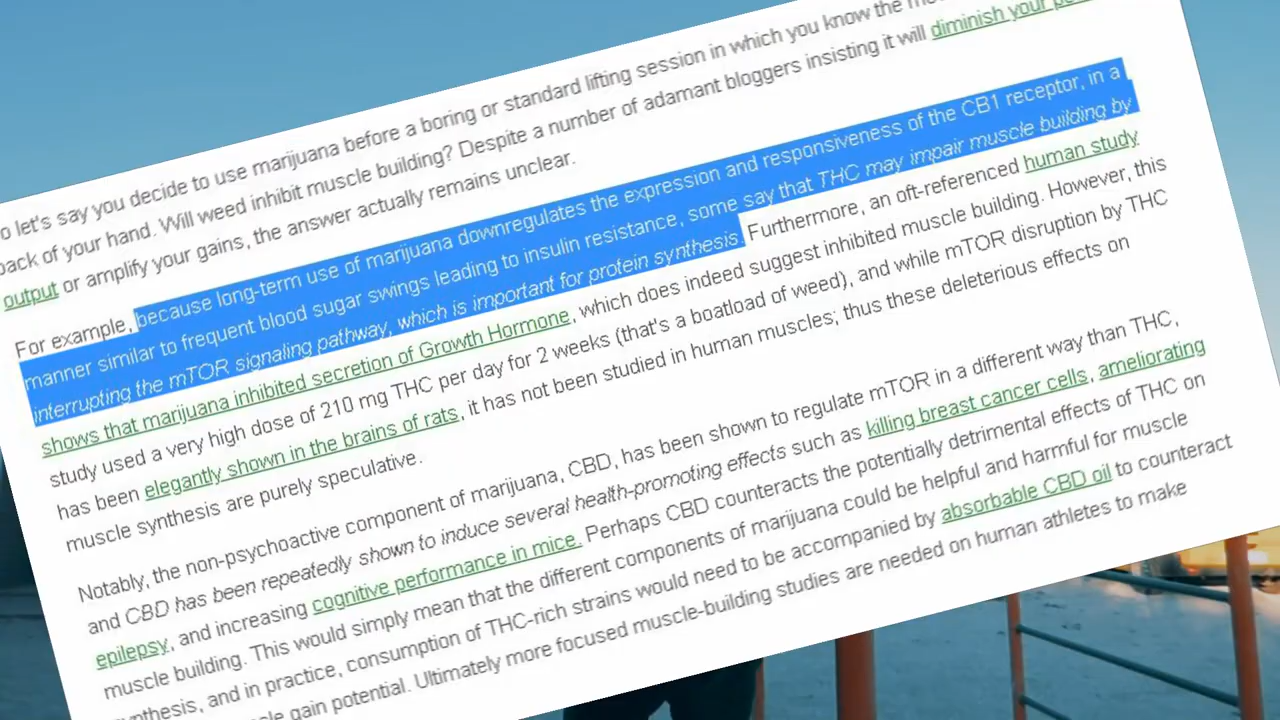 o let's say you decide to use marijuana before a boring or standard lifting session in which you know the
back of your hand. Will weed inhibit muscle building? Despite a number of adamant bloggers insisting it will diminish your
output or amplify your gains, the answer actually remains unclear.
For example, because long-term use of marijuana downregulates the expression and responsiveness of the CB1 receptor, in a
manner similar to frequent blood sugar swings leading to insulin resistance, some say that THC may impair muscle building by
interrupting the mTOR signaling pathway, which is important for protein synthesis. Furthermore, an oft-referenced human study
shows that marijuana inhibited secretion of Growth Hormone, which does indeed suggest inhibited muscle building. However, this
study used a very high dose of 210 mg THC per day for 2 weeks (that's a boatload of weed), and while mTOR disruption by THC
has been elegantly shown in the brains of rats, it has not been studied in human muscles; thus these deleterious effects on
muscle synthesis are purely speculative.
Notably, the non-psychoactive component of marijuana, CBD, has been shown to regulate mTOR in a different way than THC,
and CBD has been repeatedly shown to induce several health-promoting effects such as killing breast cancer cells, ameliorating
epilepsy, and increasing cognitive performance in mice. Perhaps CBD counteracts the potentially detrimental effects of THC on
muscle building. This would simply mean that the different components of marijuana could be helpful and harmful for muscle
synthesis, and in practice, consumption of THC-rich strains would need to be accompanied by absorbable CBD oil to counteract
gain potential. Ultimately more focused muscle-building studies are needed on human athletes to make